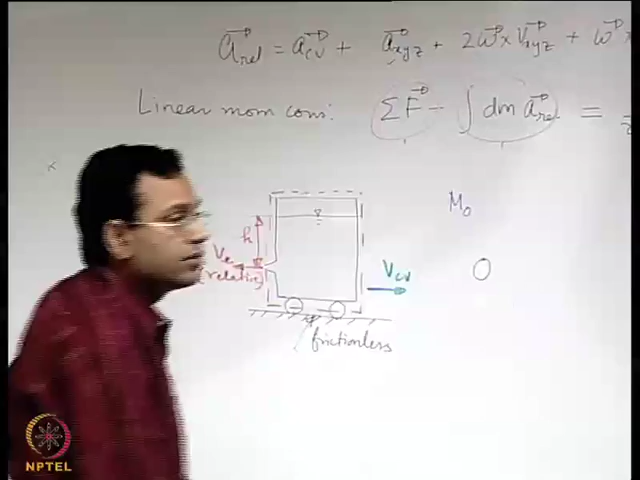 a⃗rel = a⃗cv + a⃗xyz + 2ω⃗ x V⃗xyz + ω⃗ x
Linear mom cons: ΣF⃗ - ∫ dm a⃗rel =
h
M0
Ve
(relative)
Vcv
0
frictionless
NPTEL